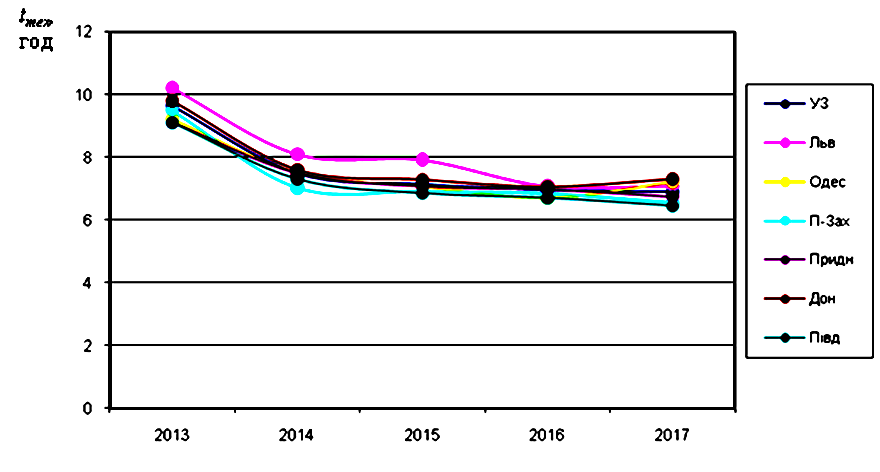 tтех,
год
12
10
8
6
4
2
0
2013 2014 2015 2016 2017
УЗ
Льв
Одес
П-Зах
Придн
Дон
Півд